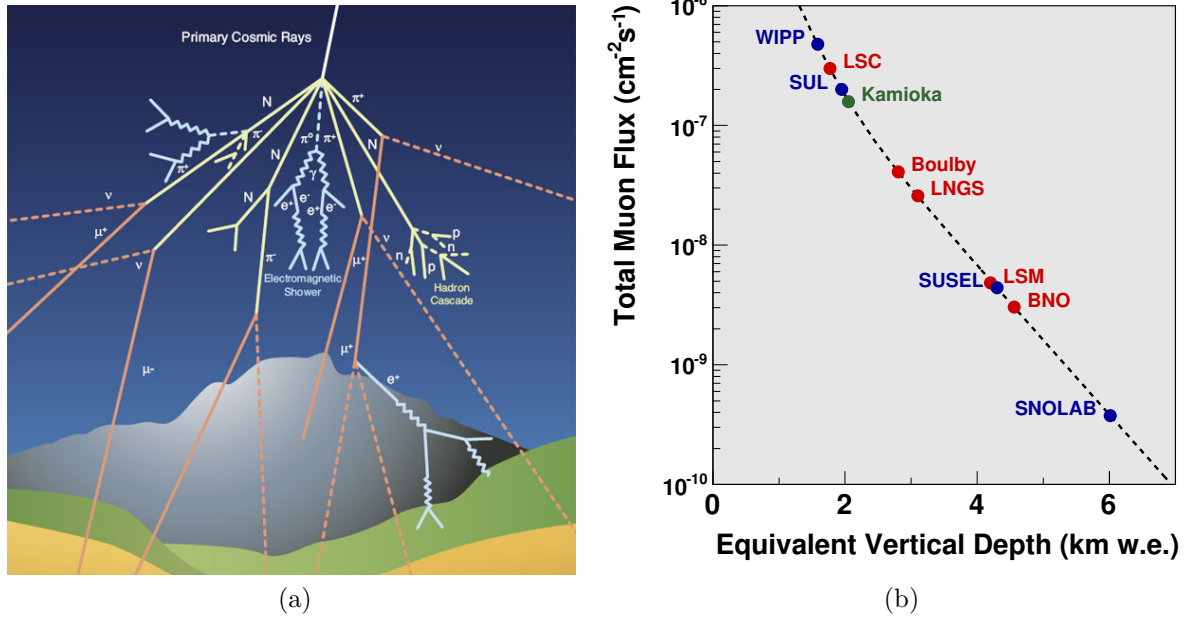 Primary Cosmic Rays
N
π⁺
π⁻
N
π⁰
π⁺
N
ν
π⁺
γ
N
ν
e⁻
e⁺
e⁺
e⁻
μ⁺
ν
p
n
n
p
ν
π⁻
Electromagnetic
Shower
μ⁺
Hadron
Cascade
μ⁺
μ⁻
e⁺
(a)
Total Muon Flux (cm⁻²s⁻¹)
10⁻⁶
10⁻⁷
10⁻⁸
10⁻⁹
10⁻¹⁰
WIPP
LSC
SUL
Kamioka
Boulby
LNGS
SUSEL
LSM
BNO
SNOLAB
0
2
4
6
Equivalent Vertical Depth (km w.e.)
(b)